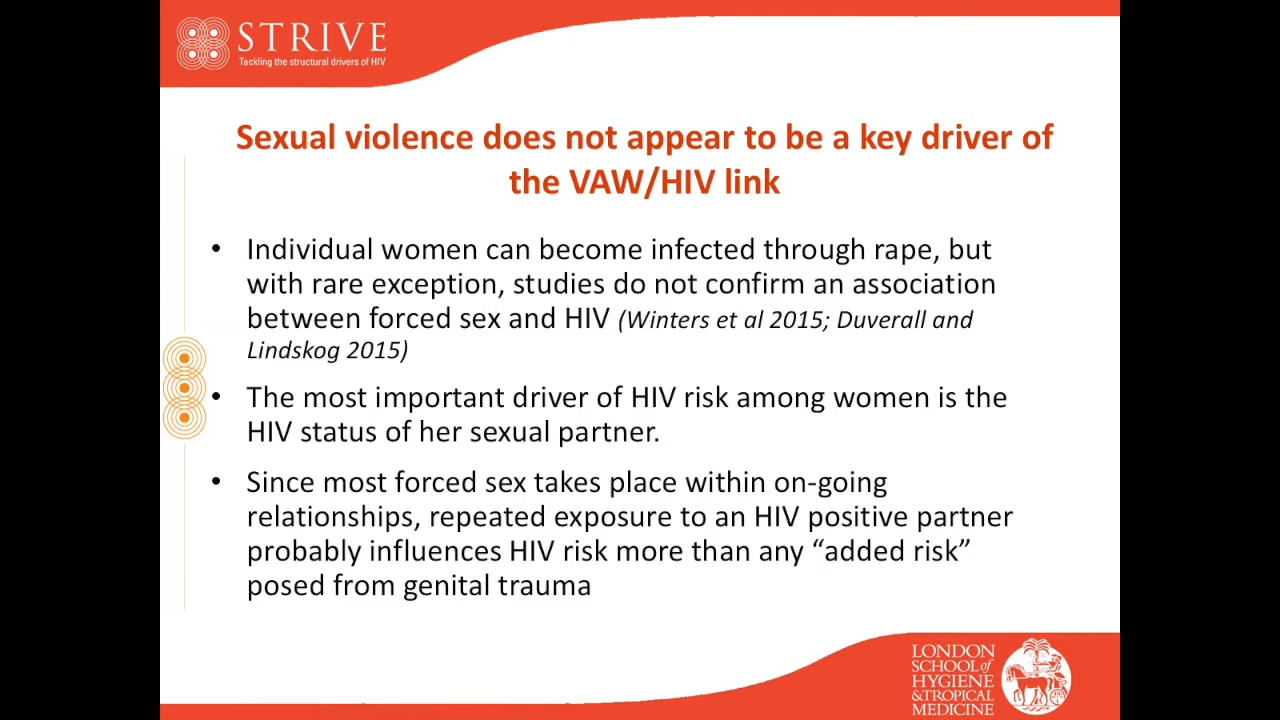 STRIVE
Tackling the structural drivers of HIV
Sexual violence does not appear to be a key driver of
the VAW/HIV link
• Individual women can become infected through rape, but
with rare exception, studies do not confirm an association
between forced sex and HIV (Winters et al 2015; Duverall and
Lindskog 2015)
• The most important driver of HIV risk among women is the
HIV status of her sexual partner.
• Since most forced sex takes place within on-going
relationships, repeated exposure to an HIV positive partner
probably influences HIV risk more than any “added risk”
posed from genital trauma
LONDON
SCHOOL of
HYGIENE
& TROPICAL
MEDICINE